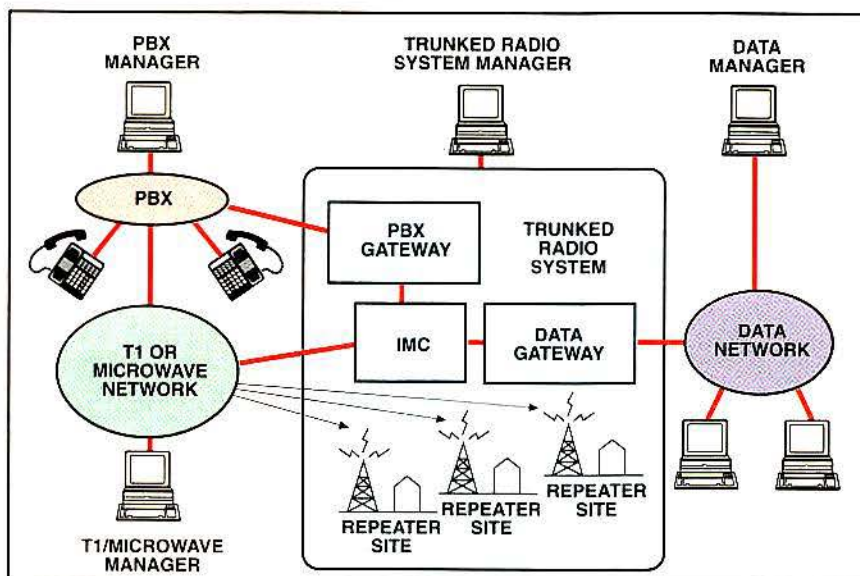 PBX
MANAGER
TRUNKED RADIO
SYSTEM MANAGER
DATA
MANAGER
PBX
PBX
GATEWAY
TRUNKED
RADIO
SYSTEM
T1 OR
MICROWAVE
NETWORK
IMC
DATA
GATEWAY
DATA
NETWORK
REPEATER
SITE
REPEATER
SITE
REPEATER
SITE
T1/MICROWAVE
MANAGER